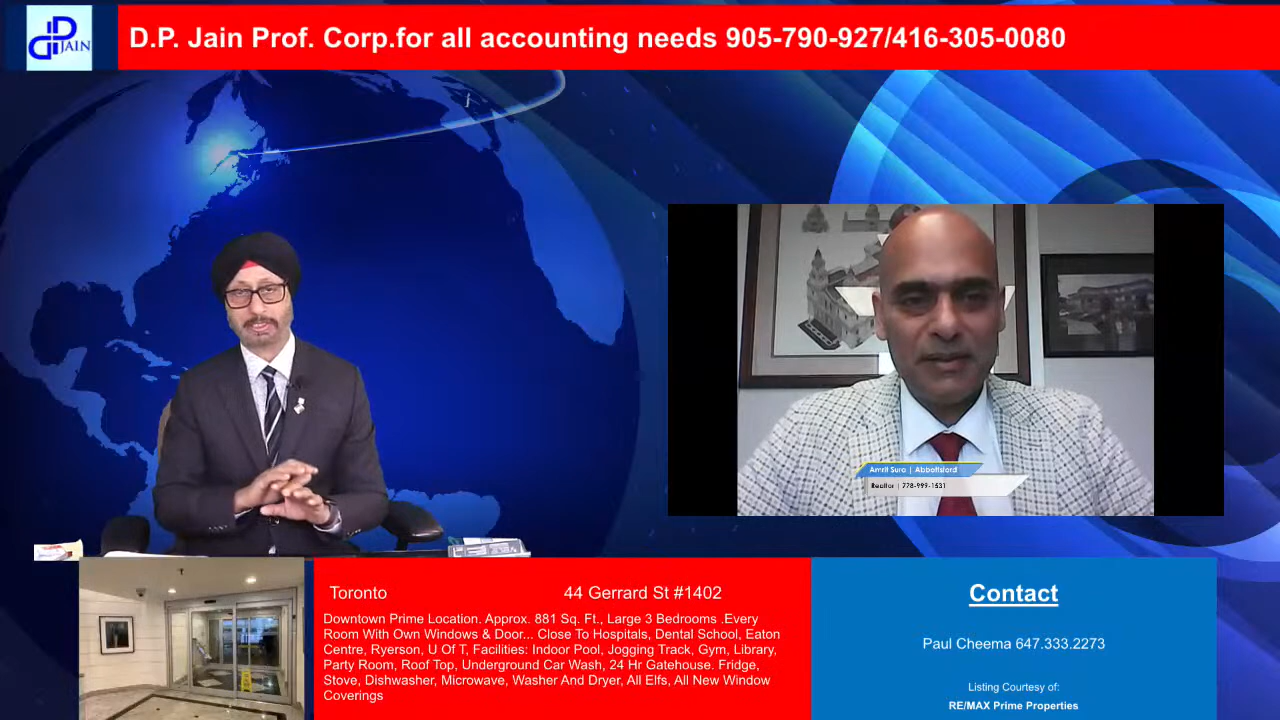 DP JAIN
D.P. Jain Prof. Corp.for all accounting needs 905-790-927/416-305-0080
Amrit Sura | Abbotsford
Realtor | 778-999-1531
Toronto 44 Gerrard St #1402
Downtown Prime Location. Approx. 881 Sq. Ft., Large 3 Bedrooms .Every
Room With Own Windows & Door... Close To Hospitals, Dental School, Eaton
Centre, Ryerson, U Of T, Facilities: Indoor Pool, Jogging Track, Gym, Library,
Party Room, Roof Top, Underground Car Wash, 24 Hr Gatehouse. Fridge,
Stove, Dishwasher, Microwave, Washer And Dryer, All Elfs, All New Window
Coverings
Contact
Paul Cheema 647.333.2273
Listing Courtesy of:
RE/MAX Prime Properties